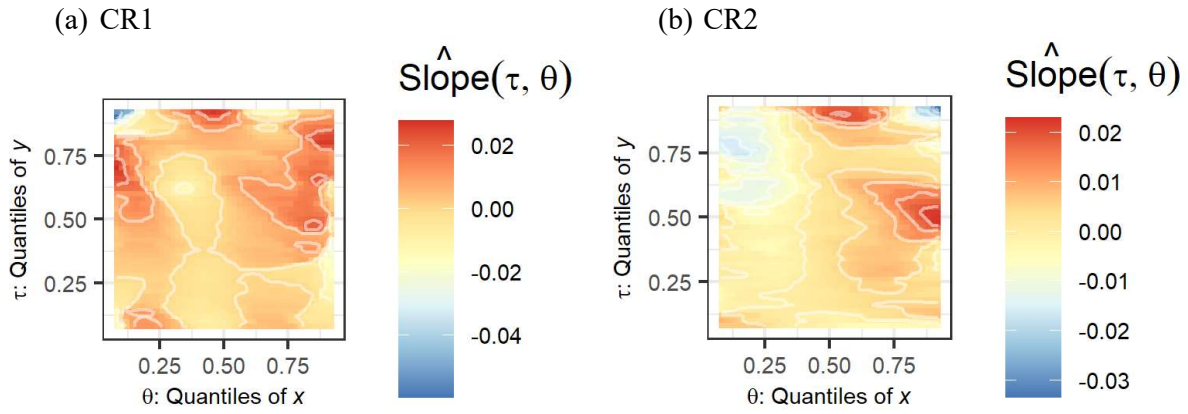 (a) CR1
(b) CR2
^
Slope(τ, θ)
0.02
0.00
-0.02
-0.04
τ: Quantiles of y
0.75
0.50
0.25
0.25 0.50 0.75
θ: Quantiles of x
^
Slope(τ, θ)
0.02
0.01
0.00
-0.01
-0.02
-0.03
τ: Quantiles of y
0.75
0.50
0.25
0.25 0.50 0.75
θ: Quantiles of x